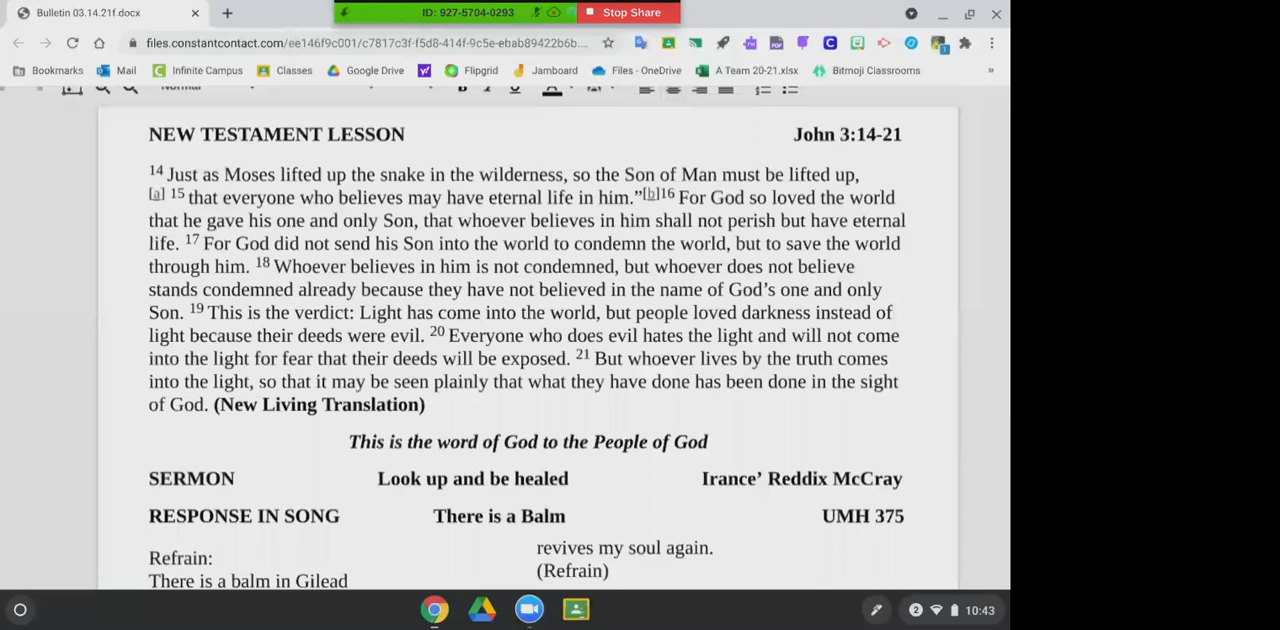 Bulletin 03.14.21f.docx
ID: 927-5704-0293 Stop Share
files.constantcontact.com/ee146f9c001/c7817c3f-f5d8-414f-9c5e-ebab89422b6b...
Bookmarks Mail Infinite Campus Classes Google Drive Flipgrid Jamboard Files - OneDrive A Team 20-21.xlsx Bitmoji Classrooms »
Normal B I U A
NEW TESTAMENT LESSON John 3:14-21
14 Just as Moses lifted up the snake in the wilderness, so the Son of Man must be lifted up,
[a] 15 that everyone who believes may have eternal life in him.”[b]16 For God so loved the world
that he gave his one and only Son, that whoever believes in him shall not perish but have eternal
life. 17 For God did not send his Son into the world to condemn the world, but to save the world
through him. 18 Whoever believes in him is not condemned, but whoever does not believe
stands condemned already because they have not believed in the name of God’s one and only
Son. 19 This is the verdict: Light has come into the world, but people loved darkness instead of
light because their deeds were evil. 20 Everyone who does evil hates the light and will not come
into the light for fear that their deeds will be exposed. 21 But whoever lives by the truth comes
into the light, so that it may be seen plainly that what they have done has been done in the sight
of God. (New Living Translation)
This is the word of God to the People of God
SERMON Look up and be healed Irance’ Reddix McCray
RESPONSE IN SONG There is a Balm UMH 375
Refrain:
There is a balm in Gilead
revives my soul again.
(Refrain)
2 10:43